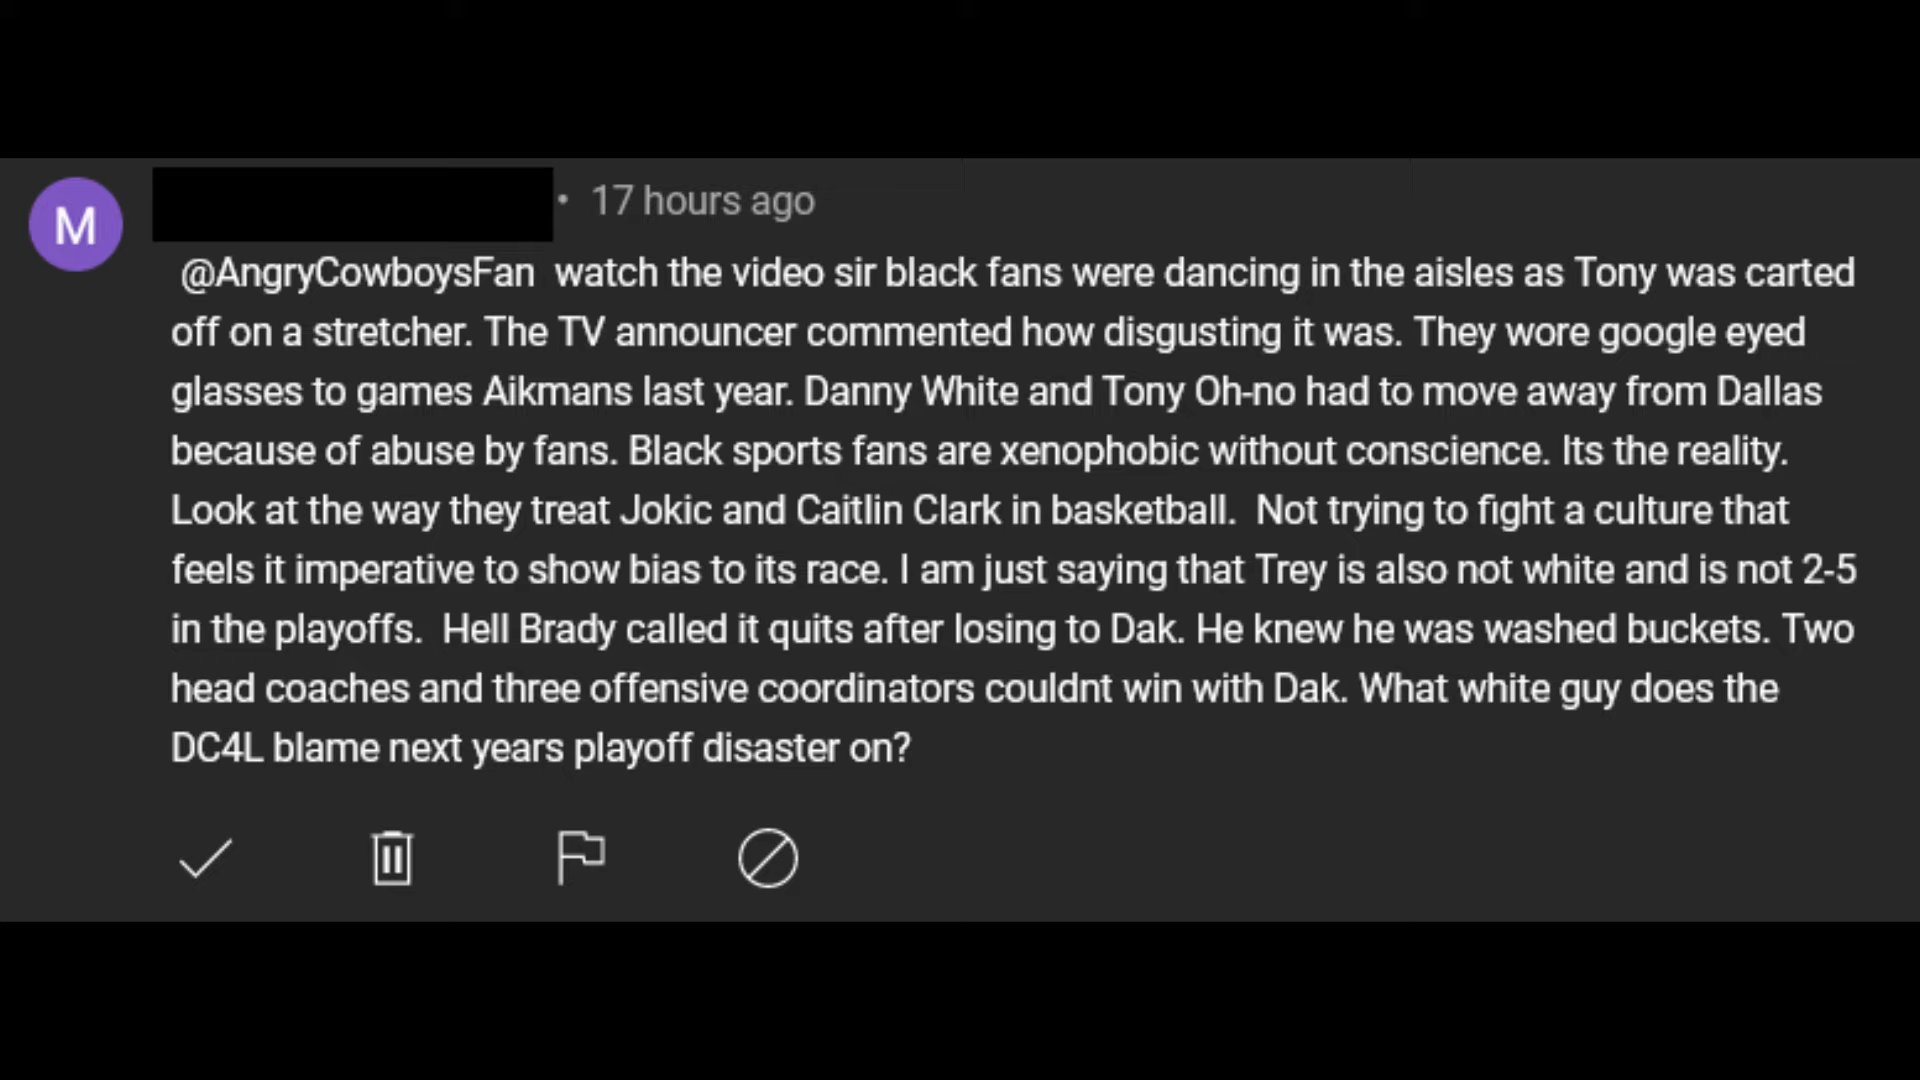 M
• 17 hours ago
@AngryCowboysFan watch the video sir black fans were dancing in the aisles as Tony was carted
off on a stretcher. The TV announcer commented how disgusting it was. They wore google eyed
glasses to games Aikmans last year. Danny White and Tony Oh-no had to move away from Dallas
because of abuse by fans. Black sports fans are xenophobic without conscience. Its the reality.
Look at the way they treat Jokic and Caitlin Clark in basketball. Not trying to fight a culture that
feels it imperative to show bias to its race. I am just saying that Trey is also not white and is not 2-5
in the playoffs. Hell Brady called it quits after losing to Dak. He knew he was washed buckets. Two
head coaches and three offensive coordinators couldnt win with Dak. What white guy does the
DC4L blame next years playoff disaster on?